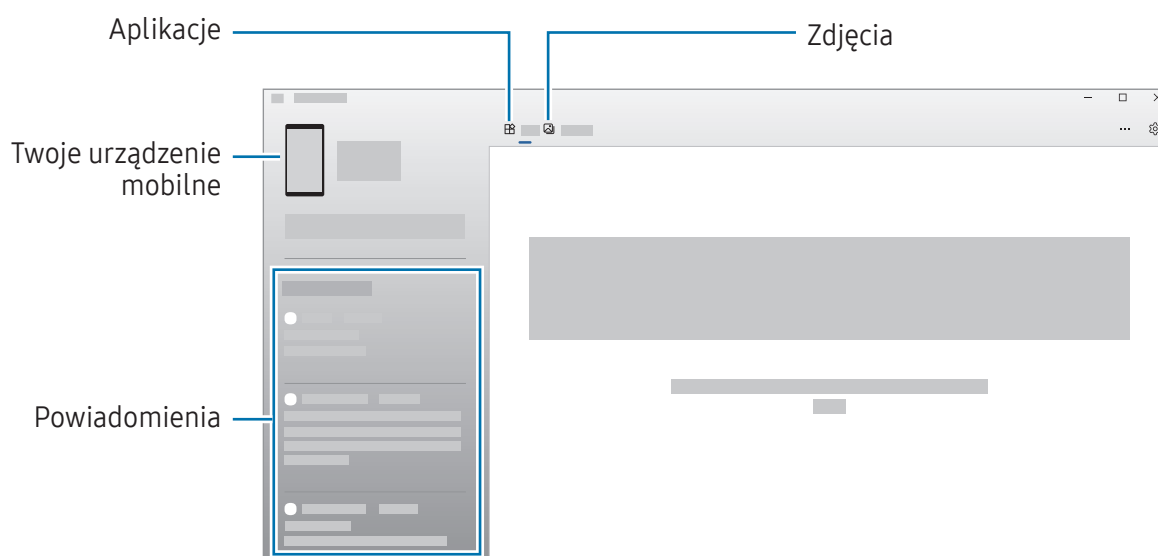 Aplikacje
Zdjęcia
Twoje urządzenie
mobilne
Powiadomienia